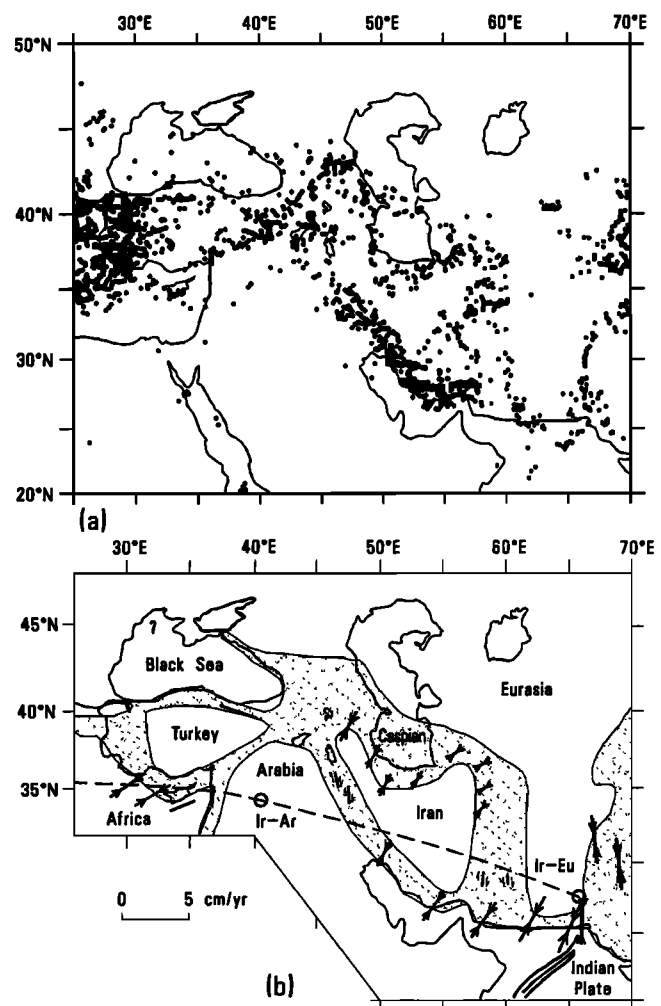 30°E 40°E 50°E 60°E 70°E
50°N
40°N
30°N
20°N
(a)
30°E 40°E 50°E 60°E 70°E
45°N
Black Sea
Eurasia
40°N
Turkey
Caspian
Arabia
35°N
Iran
Africa
Ir-Ar
Ir-Eu
0 5 cm/yr
Indian
Plate
(b)